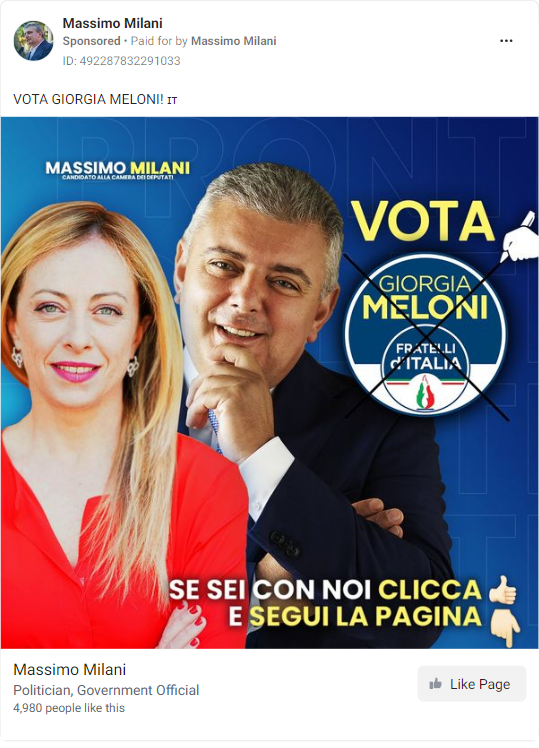 Massimo Milani
Sponsored • Paid for by Massimo Milani
ID: 492287832291033
VOTA GIORGIA MELONI! ɪᴛ
PRONTI
MASSIMO MILANI
CANDIDATO ALLA CAMERA DEI DEPUTATI
VOTA
GIORGIA
MELONI
FRATELLI
d'ITALIA
SE SEI CON NOI CLICCA
E SEGUI LA PAGINA
Massimo Milani
Politician, Government Official
4,980 people like this
Like Page